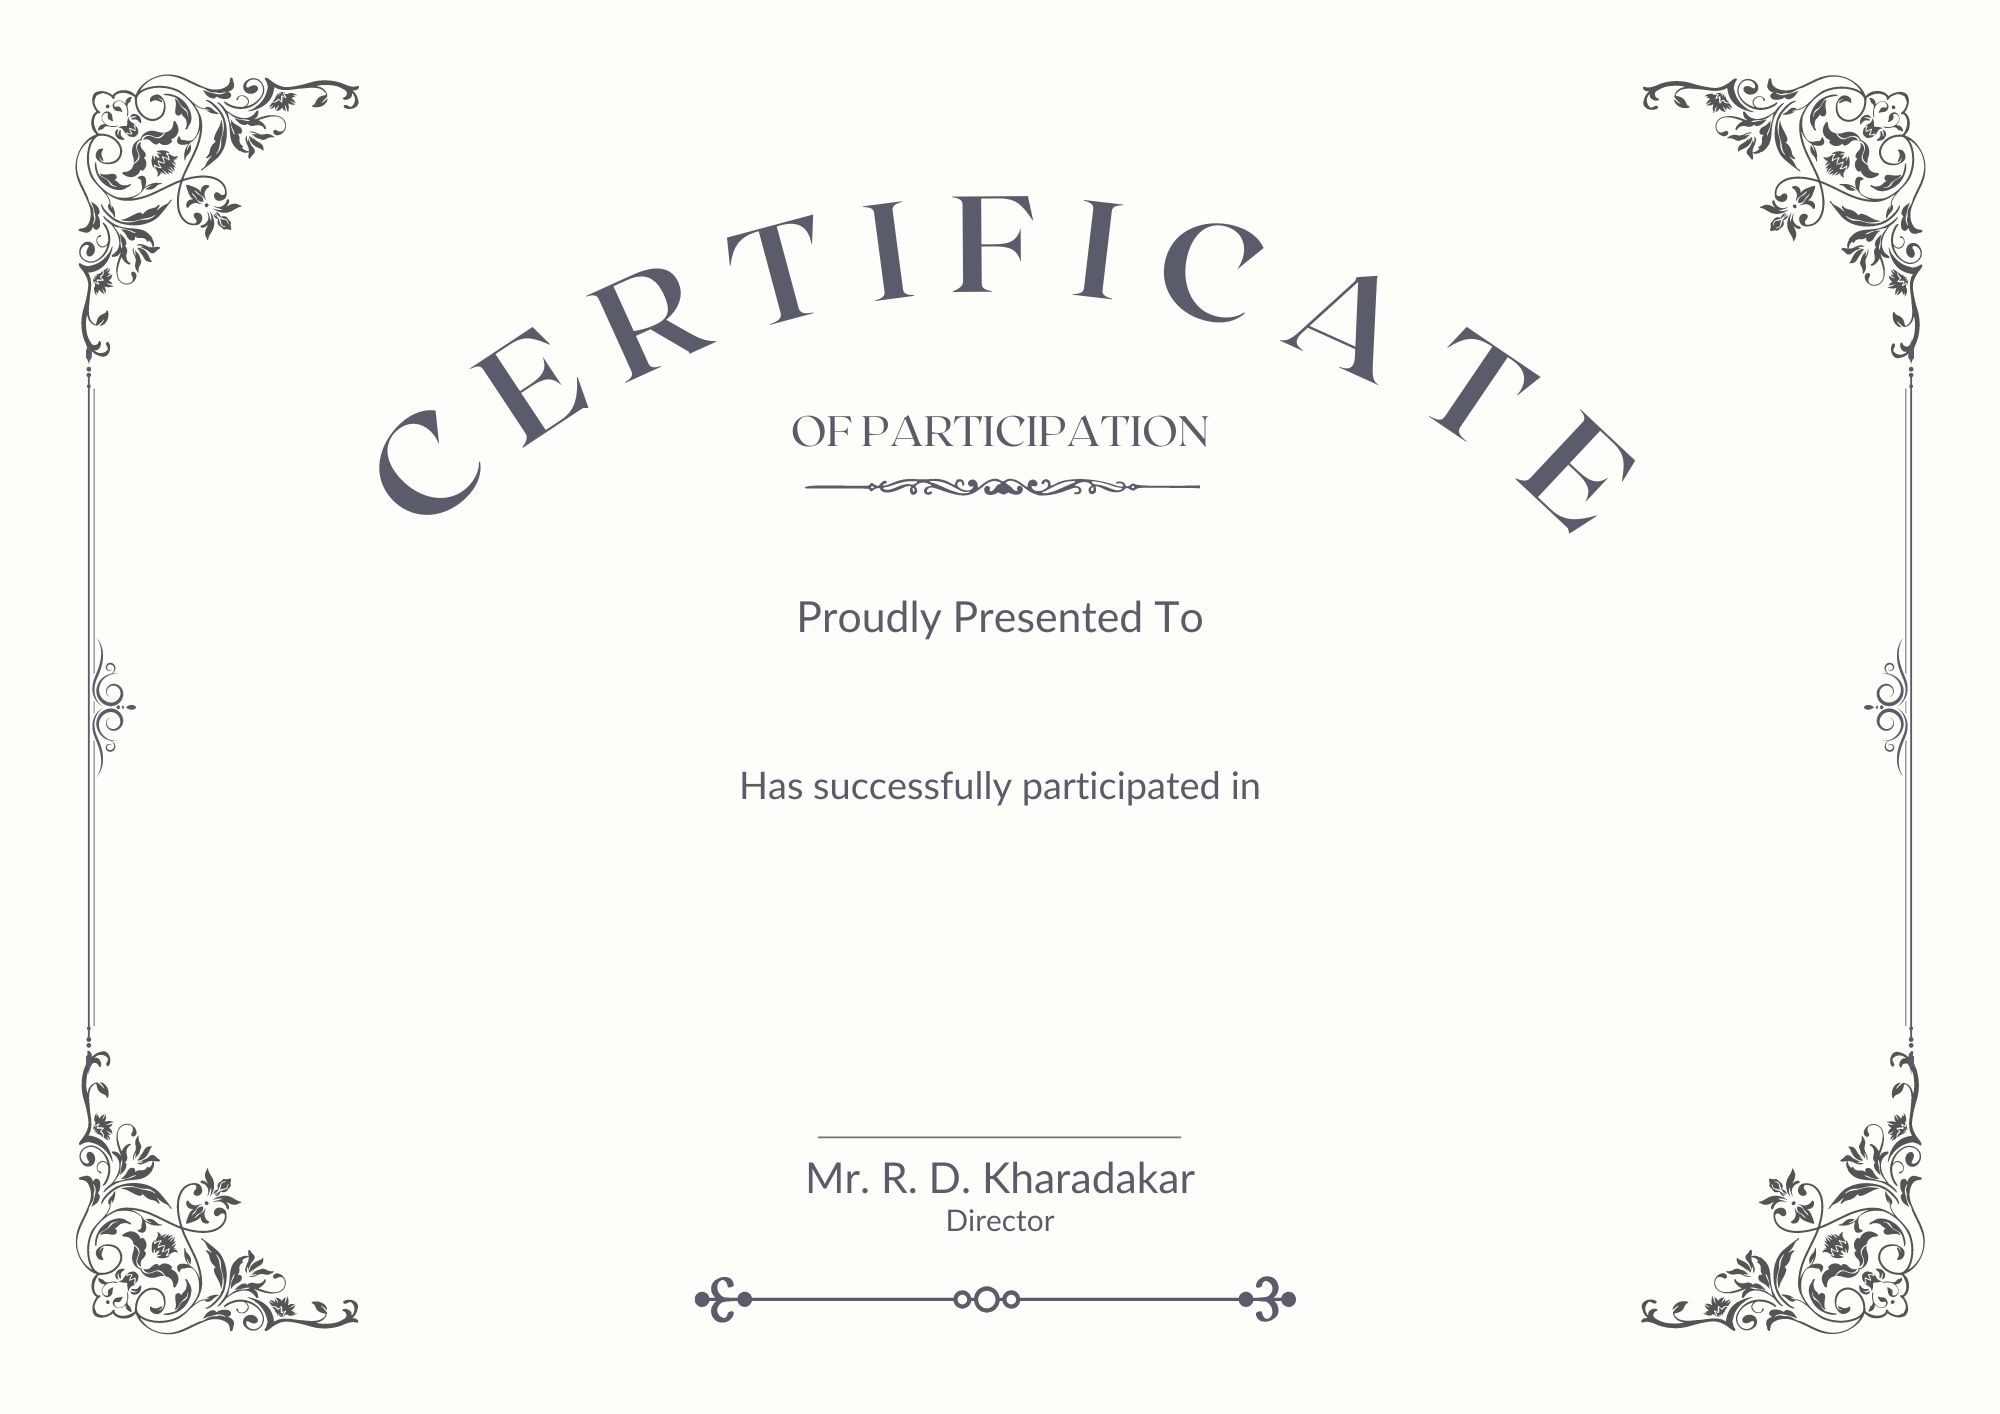 CERTIFICATE
OF PARTICIPATION
Proudly Presented To
Has successfully participated in
Mr. R. D. Kharadakar
Director